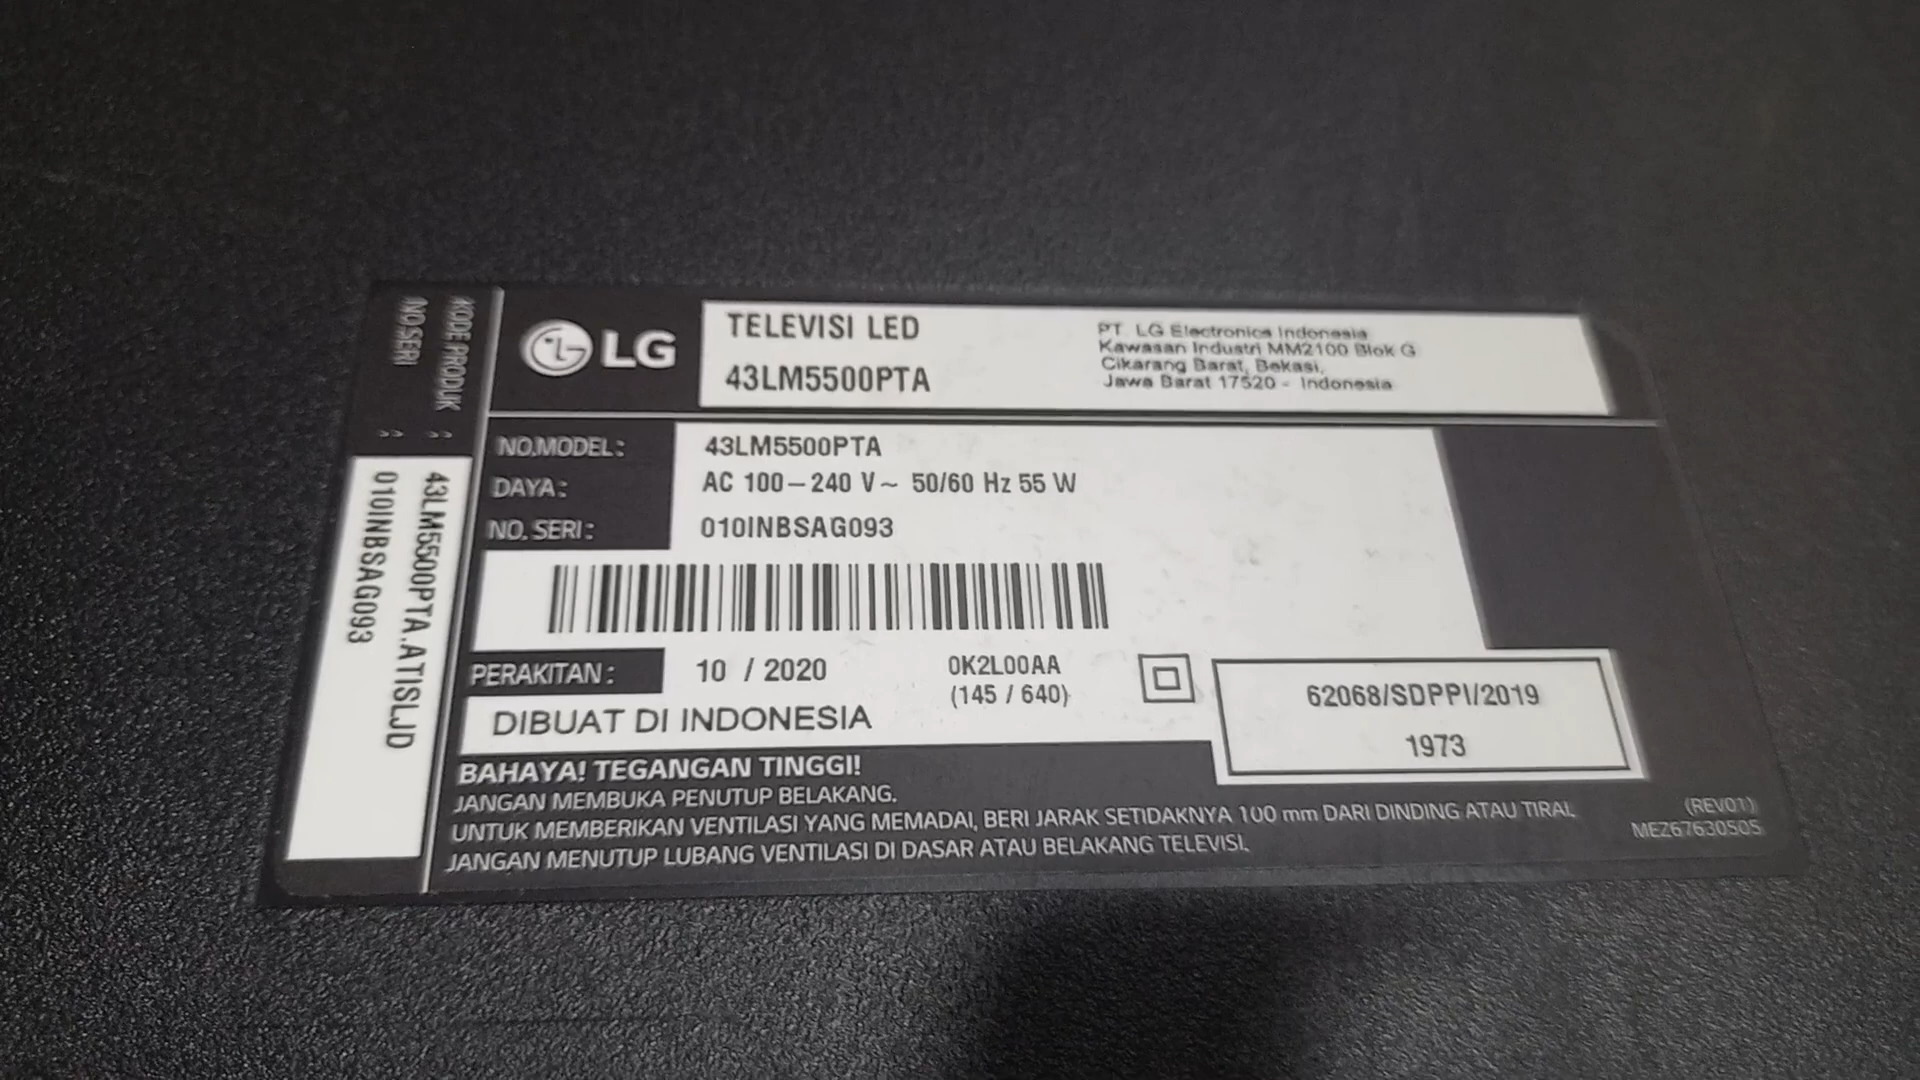 KODE PRODUK >> 43LM5500PTA.ATISLJD
NO.SERI >> 010INBSAG093
LG
TELEVISI LED
43LM5500PTA
PT. LG Electronics Indonesia
Kawasan Industri MM2100 Blok G
Cikarang Barat, Bekasi,
Jawa Barat 17520 - Indonesia
NO.MODEL: 43LM5500PTA
DAYA: AC 100-240 V~ 50/60 Hz 55 W
NO. SERI: 010INBSAG093
PERAKITAN: 10 / 2020
0K2L00AA
(145 / 640)
DIBUAT DI INDONESIA
62068/SDPPI/2019
1973
BAHAYA! TEGANGAN TINGGI!
JANGAN MEMBUKA PENUTUP BELAKANG.
UNTUK MEMBERIKAN VENTILASI YANG MEMADAI, BERI JARAK SETIDAKNYA 100 mm DARI DINDING ATAU TIRAI.
JANGAN MENUTUP LUBANG VENTILASI DI DASAR ATAU BELAKANG TELEVISI.
(REV01)
MEZ67630505